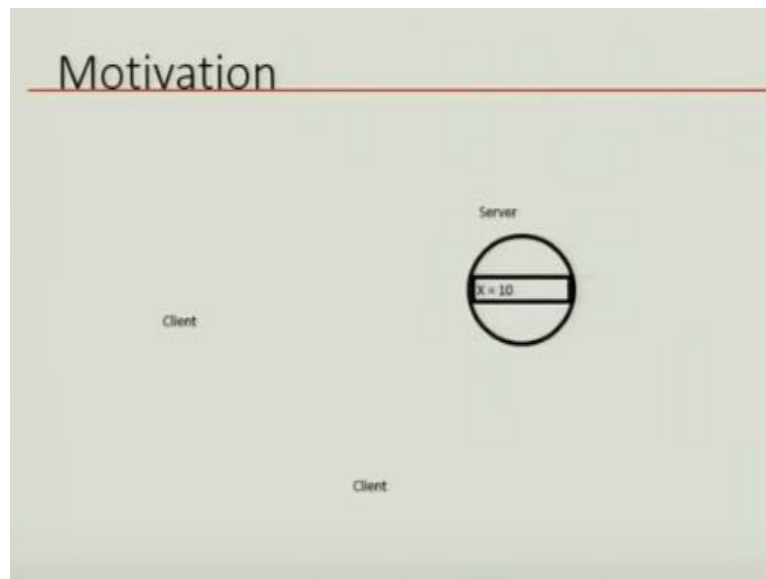 Motivation
Server
X = 10
Client
Client